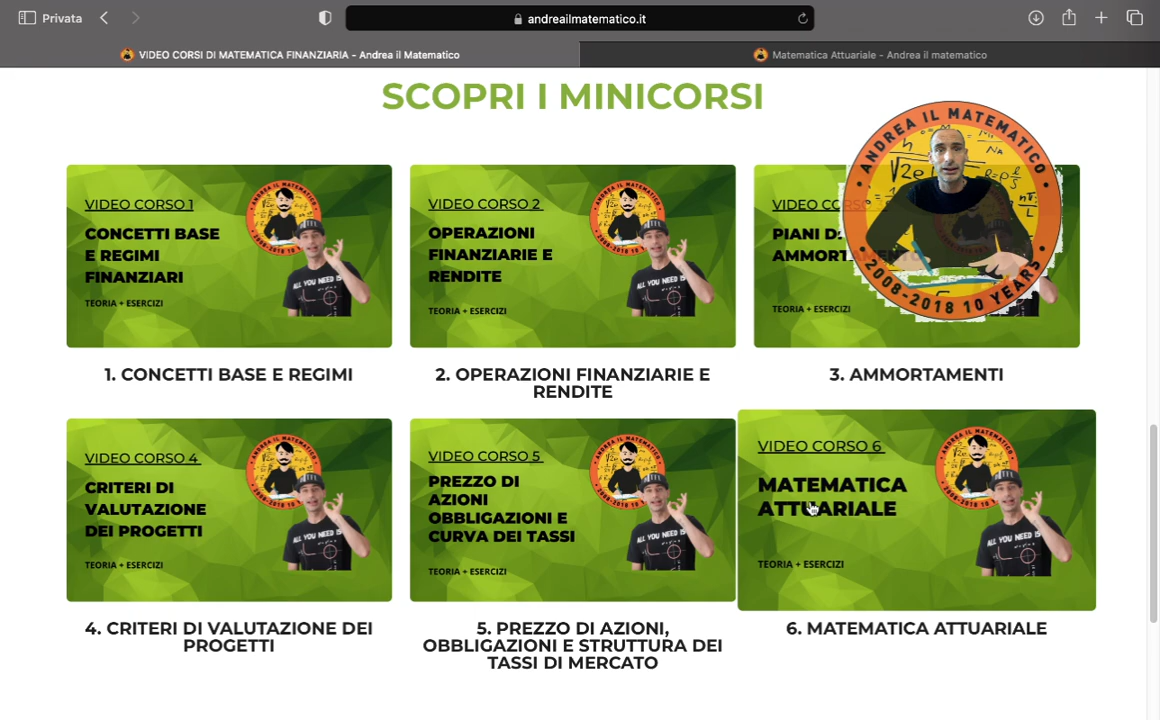 Privata
andreailmatematico.it
VIDEO CORSI DI MATEMATICA FINANZIARIA - Andrea il Matematico
Matematica Attuariale - Andrea il matematico
SCOPRI I MINICORSI
VIDEO CORSO 1
CONCETTI BASE
E REGIMI
FINANZIARI
TEORIA + ESERCIZI
VIDEO CORSO 2
OPERAZIONI
FINANZIARIE E
RENDITE
TEORIA + ESERCIZI
PIANI
TEORIA + ESERCIZI
ANDREA IL MATEMATICO
2008-2018 10 YEARS
1. CONCETTI BASE E REGIMI
2. OPERAZIONI FINANZIARIE E
RENDITE
3. AMMORTAMENTI
VIDEO CORSO 4
CRITERI DI
VALUTAZIONE
DEI PROGETTI
TEORIA + ESERCIZI
VIDEO CORSO 5
PREZZO DI
AZIONI
OBBLIGAZIONI E
CURVA DEI TASSI
TEORIA + ESERCIZI
VIDEO CORSO 6
MATEMATICA
ATTUARIALE
TEORIA + ESERCIZI
4. CRITERI DI VALUTAZIONE DEI
PROGETTI
5. PREZZO DI AZIONI,
OBBLIGAZIONI E STRUTTURA DEI
TASSI DI MERCATO
6. MATEMATICA ATTUARIALE